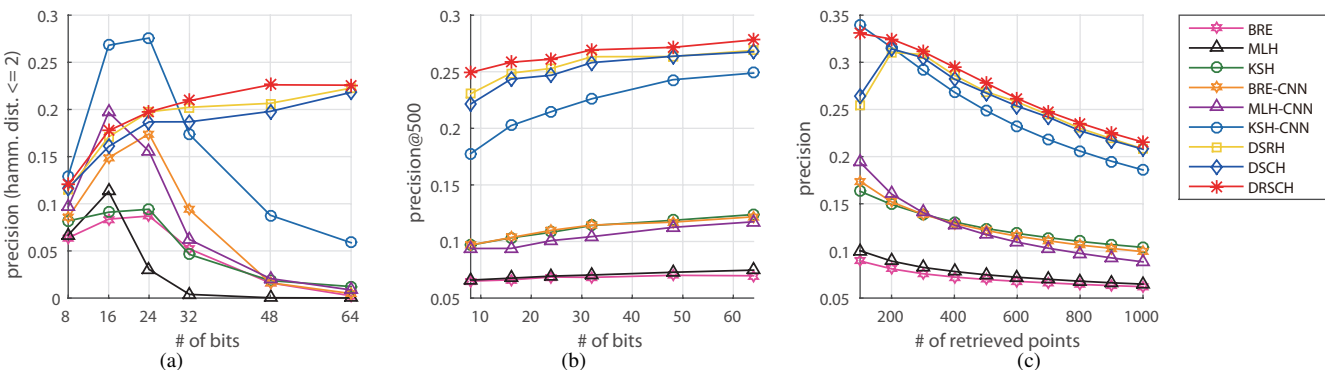 precision (hamm.dist. <= 2)
0.3
0.25
0.2
0.15
0.1
0.05
0
8 16 24 32 48 64
# of bits
(a)
precision@500
0.3
0.25
0.2
0.15
0.1
0.05
10 20 30 40 50 60
# of bits
(b)
precision
0.35
0.3
0.25
0.2
0.15
0.1
0.05
200 400 600 800 1000
# of retrieved points
(c)
BRE
MLH
KSH
BRE-CNN
MLH-CNN
KSH-CNN
DSRH
DSCH
DRSCH